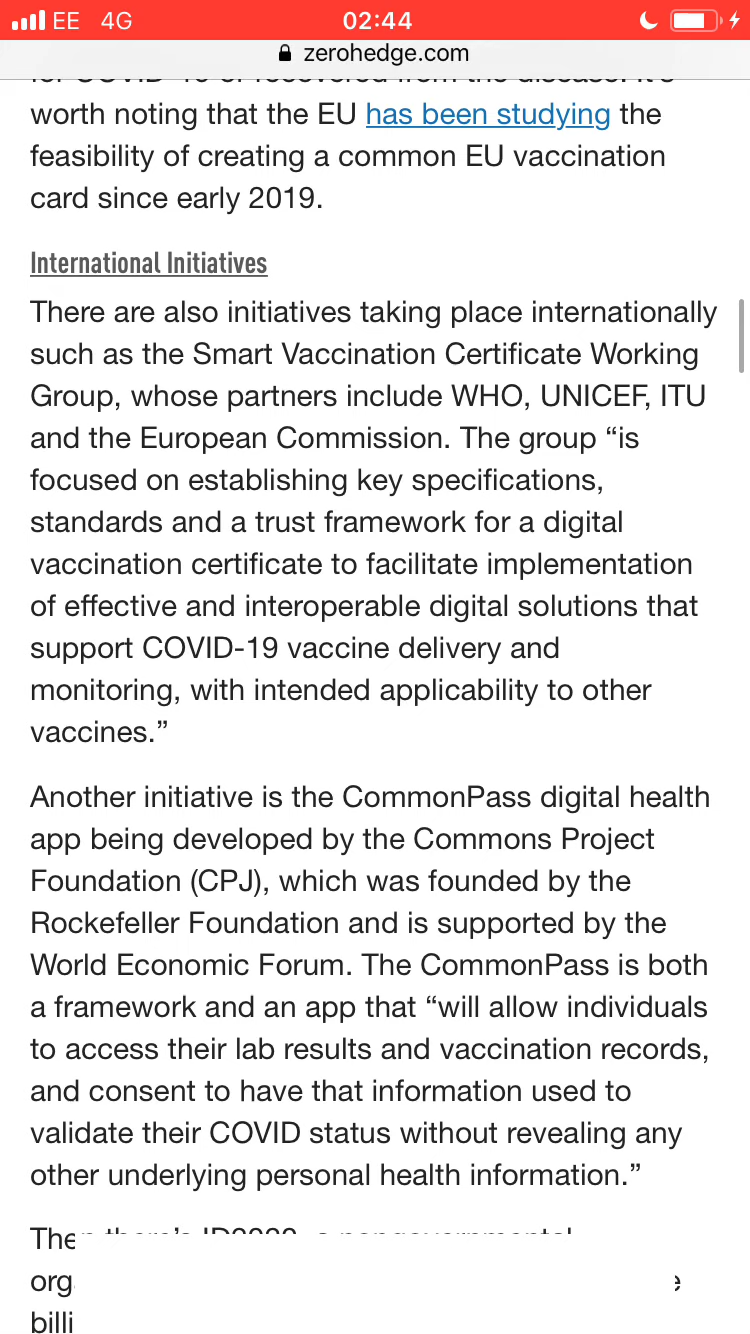 EE 4G 02:44
zerohedge.com
worth noting that the EU has been studying the
feasibility of creating a common EU vaccination
card since early 2019.
International Initiatives
There are also initiatives taking place internationally
such as the Smart Vaccination Certificate Working
Group, whose partners include WHO, UNICEF, ITU
and the European Commission. The group “is
focused on establishing key specifications,
standards and a trust framework for a digital
vaccination certificate to facilitate implementation
of effective and interoperable digital solutions that
support COVID-19 vaccine delivery and
monitoring, with intended applicability to other
vaccines.”
Another initiative is the CommonPass digital health
app being developed by the Commons Project
Foundation (CPJ), which was founded by the
Rockefeller Foundation and is supported by the
World Economic Forum. The CommonPass is both
a framework and an app that “will allow individuals
to access their lab results and vaccination records,
and consent to have that information used to
validate their COVID status without revealing any
other underlying personal health information.”